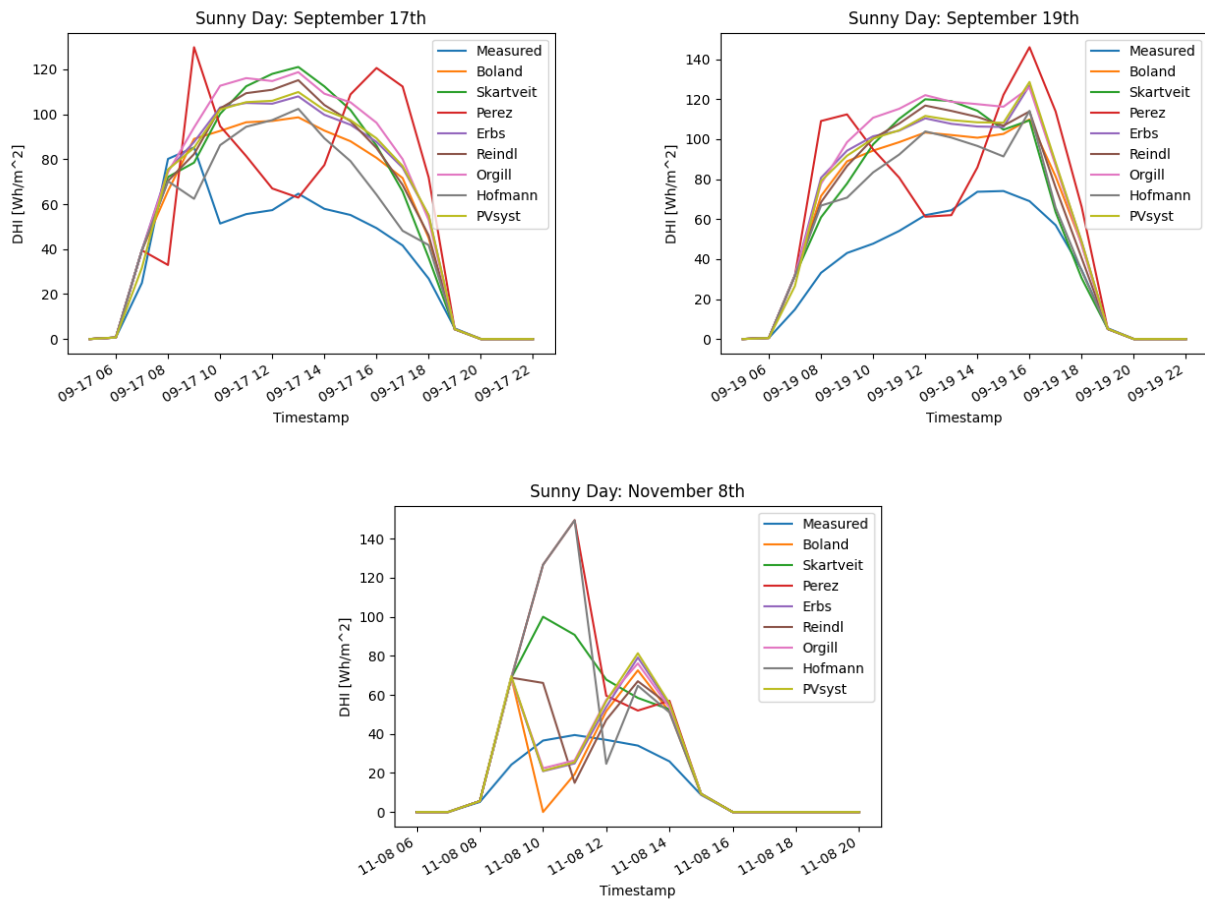 Sunny Day: September 17th
DHI [Wh/m^2]
120
100
80
60
40
20
0
Measured
Boland
Skartveit
Perez
Erbs
Reindl
Orgill
Hofmann
PVsyst
09-17 06
09-17 08
09-17 10
09-17 12
09-17 14
09-17 16
09-17 18
09-17 20
09-17 22
Timestamp
Sunny Day: September 19th
DHI [Wh/m^2]
140
120
100
80
60
40
20
0
Measured
Boland
Skartveit
Perez
Erbs
Reindl
Orgill
Hofmann
PVsyst
09-19 06
09-19 08
09-19 10
09-19 12
09-19 14
09-19 16
09-19 18
09-19 20
09-19 22
Timestamp
Sunny Day: November 8th
DHI [Wh/m^2]
140
120
100
80
60
40
20
0
Measured
Boland
Skartveit
Perez
Erbs
Reindl
Orgill
Hofmann
PVsyst
11-08 06
11-08 08
11-08 10
11-08 12
11-08 14
11-08 16
11-08 18
11-08 20
Timestamp